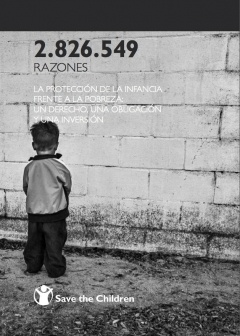 2.826.549
RAZONES
LA PROTECCIÓN DE LA INFANCIA
FRENTE A LA POBREZA:
UN DERECHO, UNA OBLIGACIÓN
Y UNA INVERSIÓN
Save the Children